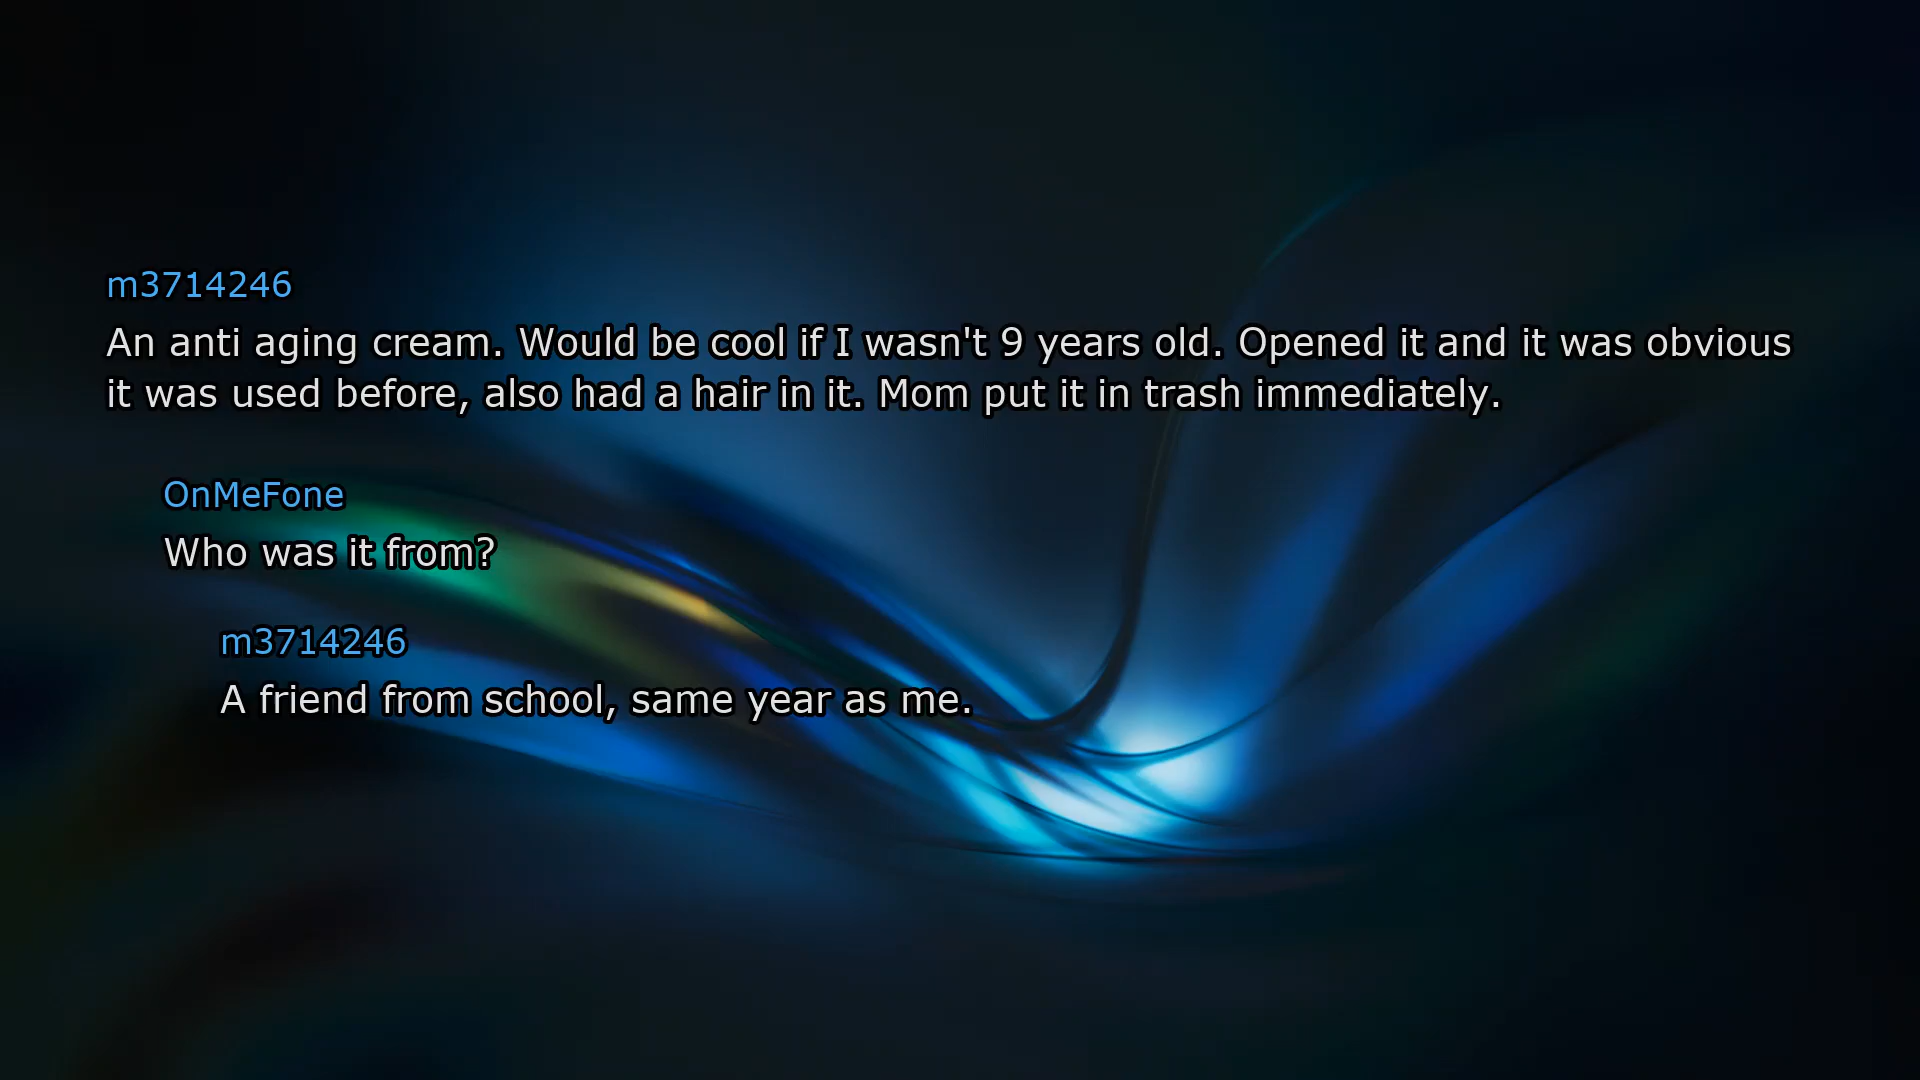 m3714246
An anti aging cream. Would be cool if I wasn't 9 years old. Opened it and it was obvious
it was used before, also had a hair in it. Mom put it in trash immediately.
OnMeFone
Who was it from?
m3714246
A friend from school, same year as me.